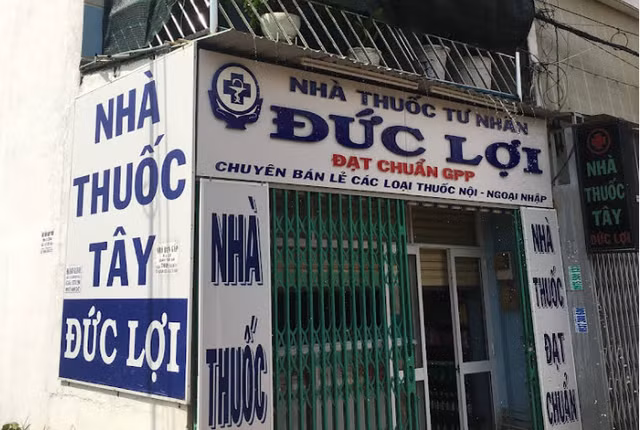 NHÀ
THUỐC
TÂY
ĐỨC LỢI
NHÀ THUỐC TƯ NHÂN
ĐỨC LỢI
ĐẠT CHUẨN GPP
CHUYÊN BÁN LẺ CÁC LOẠI THUỐC NỘI - NGOẠI NHẬP
NHÀ
THUỐC
NHÀ
THUỐC
ĐẠT
CHUẨN
NHÀ
THUỐC
TÂY
ĐỨC LỢI